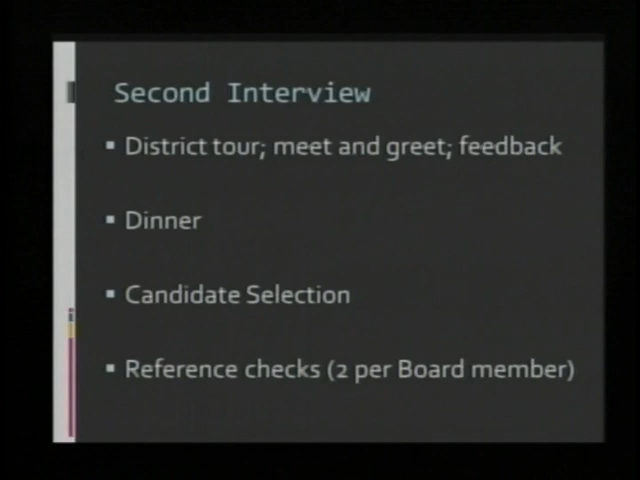 Second Interview
▪ District tour; meet and greet; feedback
▪ Dinner
▪ Candidate Selection
▪ Reference checks (2 per Board member)